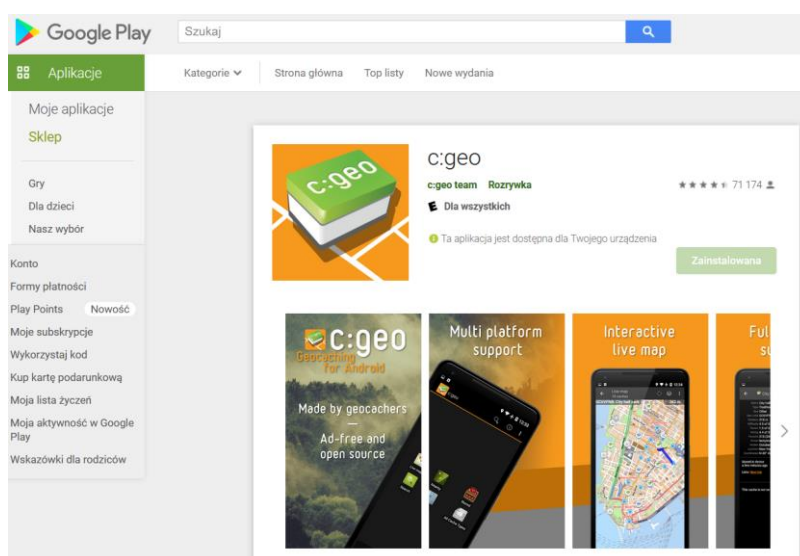 Google Play
Szukaj
Aplikacje
Kategorie
Strona główna
Top listy
Nowe wydania
Moje aplikacje
Sklep
Gry
Dla dzieci
Nasz wybór
Konto
Formy płatności
Play Points Nowość
Moje subskrypcje
Wykorzystaj kod
Kup kartę podarunkową
Moja lista życzeń
Moja aktywność w Google
Play
Wskazówki dla rodziców
c:geo
c:geo
c:geo team Rozrywka
71 174
E Dla wszystkich
Ta aplikacja jest dostępna dla Twojego urządzenia
Zainstalowana
c:geo
Geocaching
for Android
Made by geocachers
Ad-free and
open source
Multi platform
support
c:geo
Interactive
live map
Ful